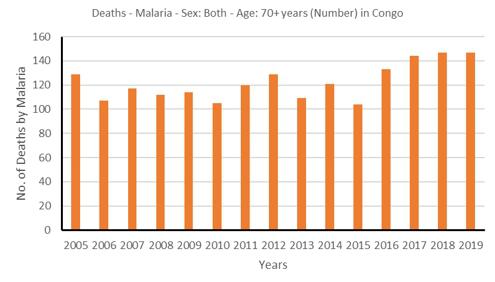 Deaths - Malaria - Sex: Both - Age: 70+ years (Number) in Congo
No. of Deaths by Malaria
160
140
120
100
80
60
40
20
0
2005 2006 2007 2008 2009 2010 2011 2012 2013 2014 2015 2016 2017 2018 2019
Years